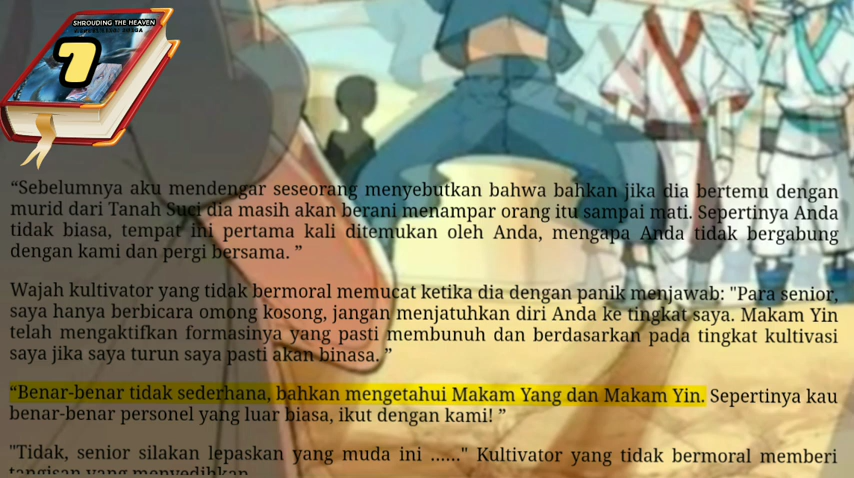 SHROUDING THE HEAVEN
7
“Sebelumnya aku mendengar seseorang menyebutkan bahwa bahkan jika dia bertemu dengan
murid dari Tanah Suci dia masih akan berani menampar orang itu sampai mati. Sepertinya Anda
tidak biasa, tempat ini pertama kali ditemukan oleh Anda, mengapa Anda tidak bergabung
dengan kami dan pergi bersama. ”
Wajah kultivator yang tidak bermoral memucat ketika dia dengan panik menjawab: "Para senior,
saya hanya berbicara omong kosong, jangan menjatuhkan diri Anda ke tingkat saya. Makam Yin
telah mengaktifkan formasinya yang pasti membunuh dan berdasarkan pada tingkat kultivasi
saya jika saya turun saya pasti akan binasa. ”
“Benar-benar tidak sederhana, bahkan mengetahui Makam Yang dan Makam Yin. Sepertinya kau
benar-benar personel yang luar biasa, ikut dengan kami! ”
"Tidak, senior silakan lepaskan yang muda ini ......" Kultivator yang tidak bermoral memberi
tangisan yang menyedihkan